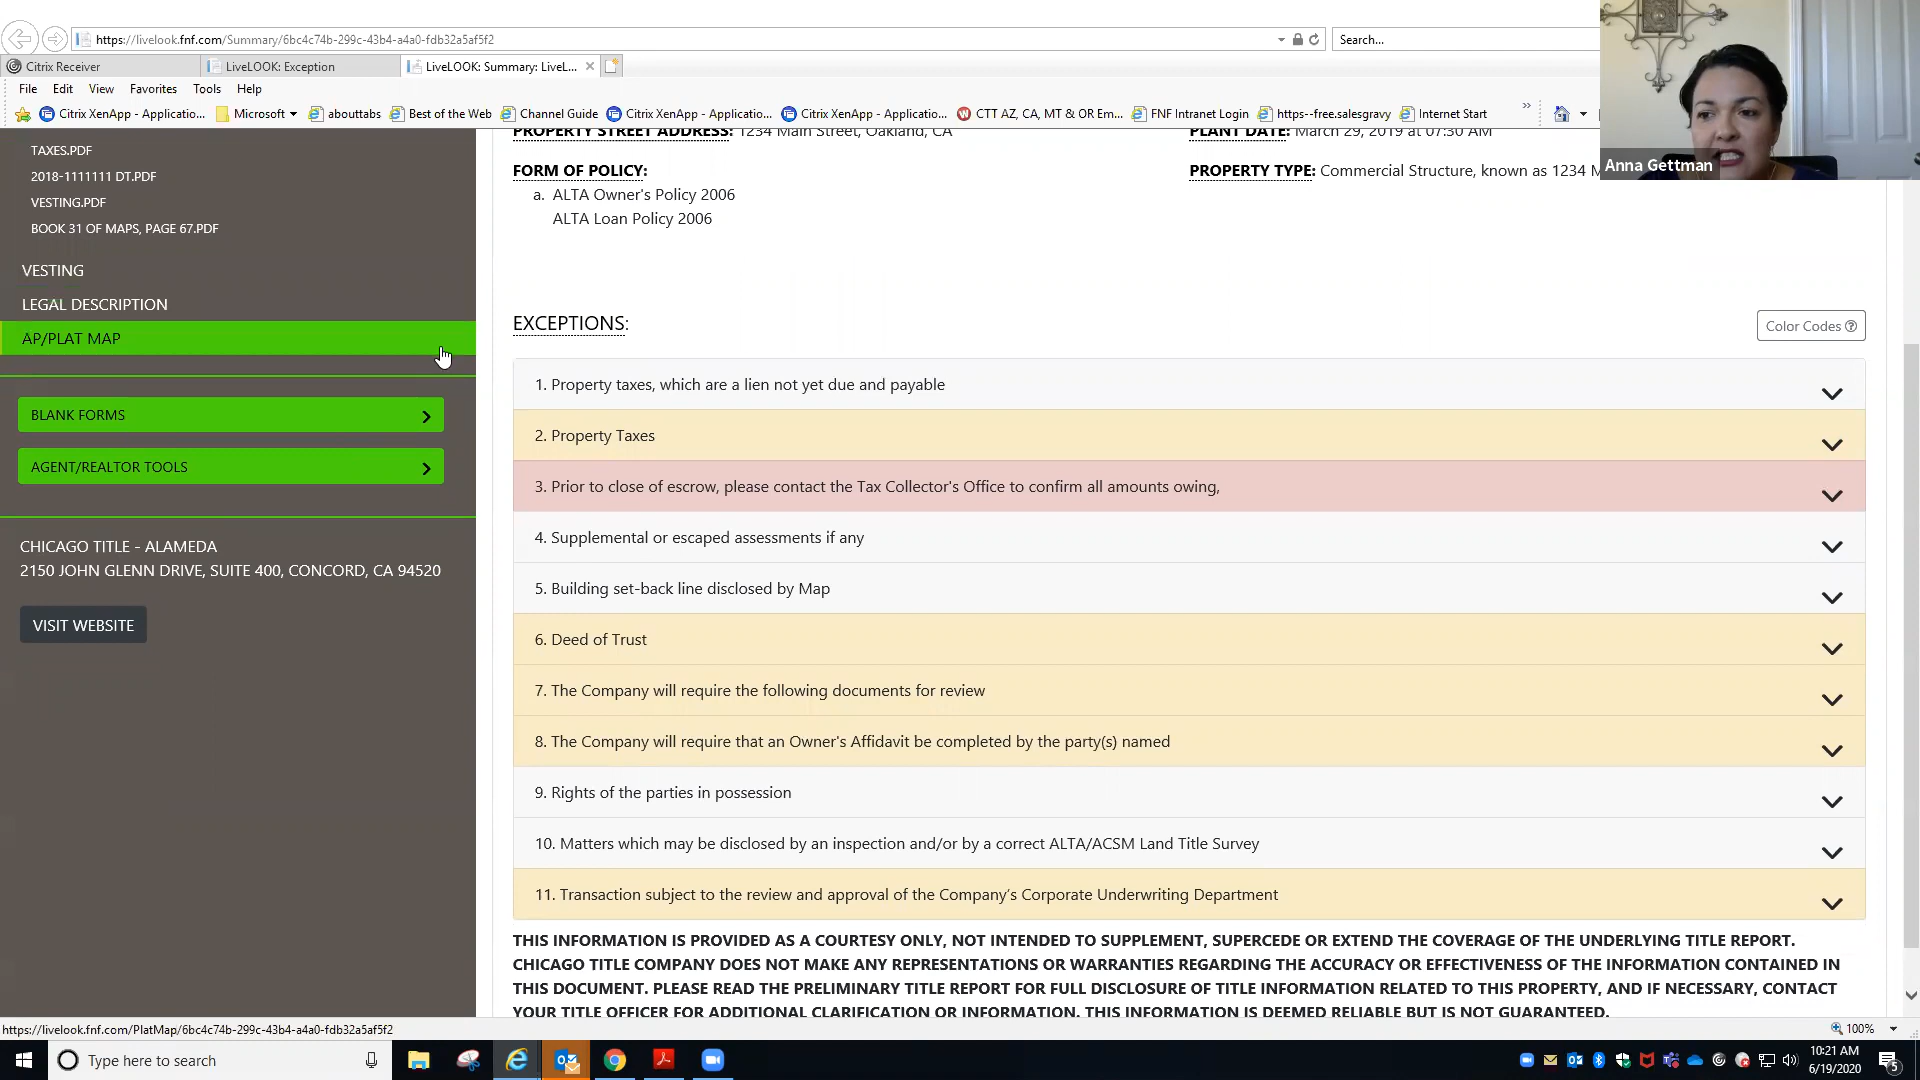 https://livelook.fnf.com/Summary/6bc4c74b-299c-43b4-a4a0-fdb32a5af5f2
Search...
Citrix Receiver
LiveLOOK: Exception
LiveLOOK: Summary: LiveL...
File Edit View Favorites Tools Help
Citrix XenApp - Applicatio...
Microsoft
abouttabs
Best of the Web
Channel Guide
Citrix XenApp - Applicatio...
Citrix XenApp - Applicatio...
CTT AZ, CA, MT & OR Em...
FNF Intranet Login
https--free.salesgravy
Internet Start
Anna Gettman
TAXES.PDF
2018-1111111 DT.PDF
VESTING.PDF
BOOK 31 OF MAPS, PAGE 67.PDF
VESTING
LEGAL DESCRIPTION
AP/PLAT MAP
BLANK FORMS
AGENT/REALTOR TOOLS
CHICAGO TITLE - ALAMEDA
2150 JOHN GLENN DRIVE, SUITE 400, CONCORD, CA 94520
VISIT WEBSITE
PROPERTY STREET ADDRESS: 1234 Main Street, Oakland, CA
PLANT DATE: March 29, 2019 at 07:30 AM
FORM OF POLICY:
a. ALTA Owner's Policy 2006
ALTA Loan Policy 2006
PROPERTY TYPE: Commercial Structure, known as 1234 M
EXCEPTIONS:
Color Codes ?
1. Property taxes, which are a lien not yet due and payable
2. Property Taxes
3. Prior to close of escrow, please contact the Tax Collector's Office to confirm all amounts owing,
4. Supplemental or escaped assessments if any
5. Building set-back line disclosed by Map
6. Deed of Trust
7. The Company will require the following documents for review
8. The Company will require that an Owner's Affidavit be completed by the party(s) named
9. Rights of the parties in possession
10. Matters which may be disclosed by an inspection and/or by a correct ALTA/ACSM Land Title Survey
11. Transaction subject to the review and approval of the Company's Corporate Underwriting Department
THIS INFORMATION IS PROVIDED AS A COURTESY ONLY, NOT INTENDED TO SUPPLEMENT, SUPERCEDE OR EXTEND THE COVERAGE OF THE UNDERLYING TITLE REPORT.
CHICAGO TITLE COMPANY DOES NOT MAKE ANY REPRESENTATIONS OR WARRANTIES REGARDING THE ACCURACY OR EFFECTIVENESS OF THE INFORMATION CONTAINED IN
THIS DOCUMENT. PLEASE READ THE PRELIMINARY TITLE REPORT FOR FULL DISCLOSURE OF TITLE INFORMATION RELATED TO THIS PROPERTY, AND IF NECESSARY, CONTACT
YOUR TITLE OFFICER FOR ADDITIONAL CLARIFICATION OR INFORMATION. THIS INFORMATION IS DEEMED RELIABLE BUT IS NOT GUARANTEED.
https://livelook.fnf.com/PlatMap/6bc4c74b-299c-43b4-a4a0-fdb32a5af5f2
100%
Type here to search
10:21 AM
6/19/2020
5